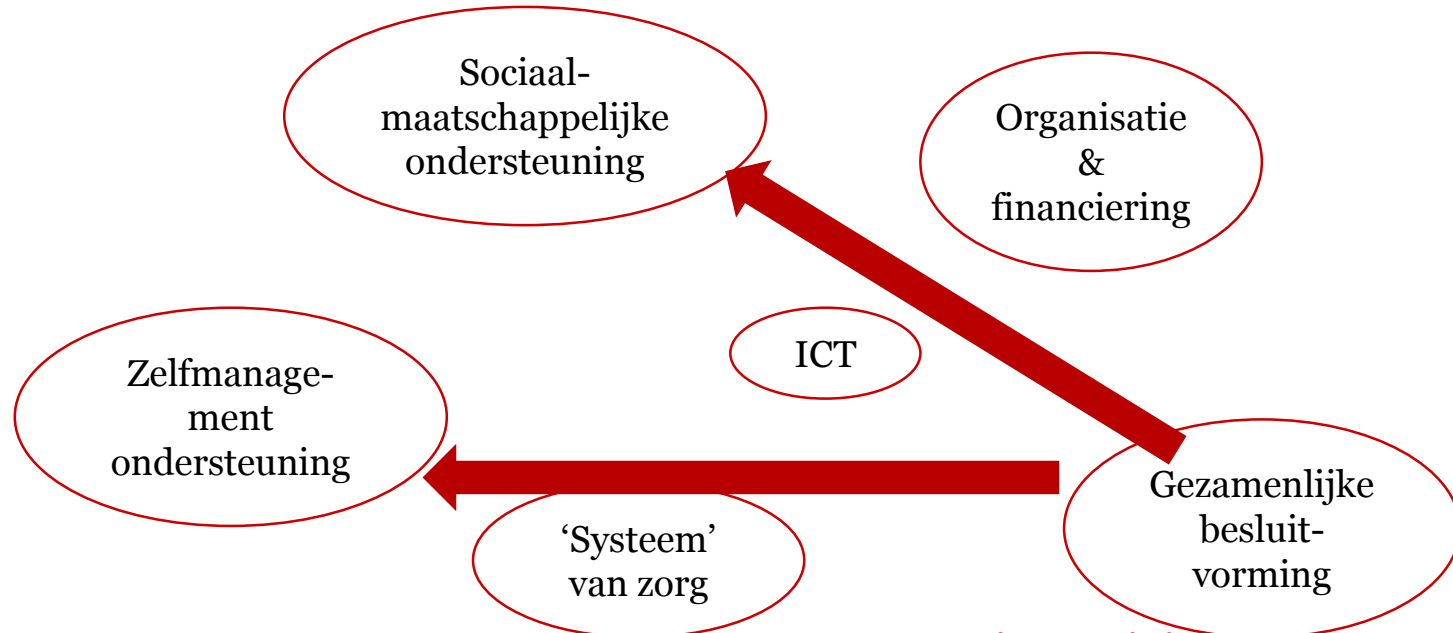 Sociaal-
maatschappelijke
ondersteuning
Organisatie
&
financiering
ICT
Zelfmanage-
ment
ondersteuning
Gezamenlijke
besluit-
vorming
‘Systeem’
van zorg